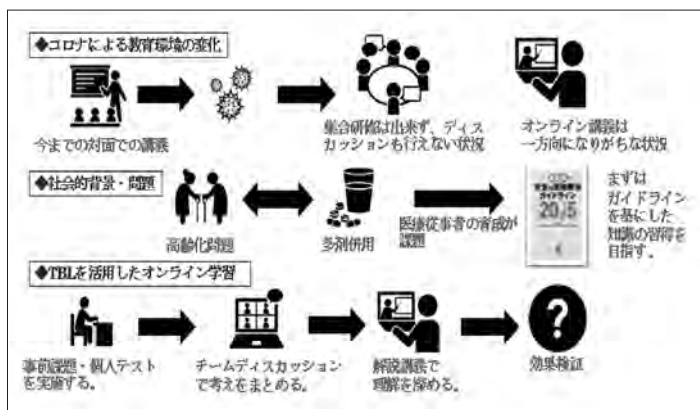 ◆コロナによる教育環境の変化
今までの対面での講義
集合研修は出来ず、ディス
カッションも行えない状況
オンライン講義は
一方向になりがちな状況
◆社会的背景・問題
高齢化問題
多剤併用
医療従事者の育成が
課題
ガイドライン
まずは
ガイドライン
を基にした
知識の習得を
目指す。
◆TBLを活用したオンライン学習
事前課題・個人テスト
を実施する。
チームディスカッション
で考えをまとめる。
解説講義で
理解を深める。
?
効果検証